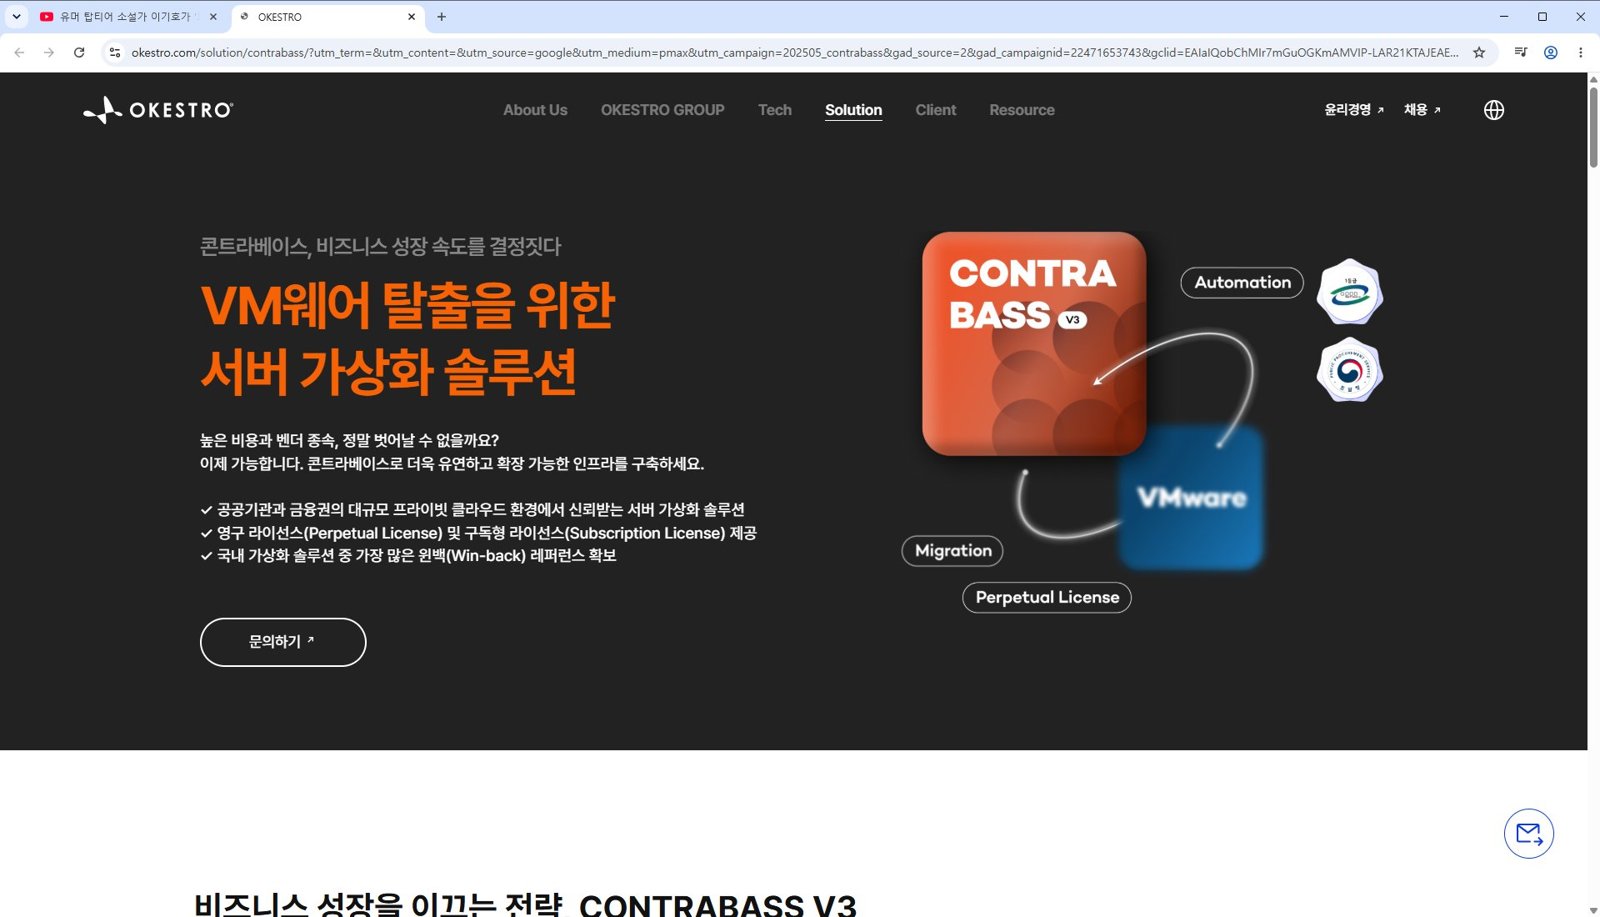 유머 탑티어 소설가 이기호가
OKESTRO
okestro.com/solution/contrabass/?utm_term=&utm_content=&utm_source=google&utm_medium=pmax&utm_campaign=202505_contrabass&gad_source=2&gad_campaignid=22471653743&gclid=EAIaIQobChMIr7mGuOGKmAMVIP-LAR21KTAJEAE...
OKESTRO
About Us
OKESTRO GROUP
Tech
Solution
Client
Resource
윤리경영
채용
콘트라베이스, 비즈니스 성장 속도를 결정짓다
VM웨어 탈출을 위한
서버 가상화 솔루션
높은 비용과 벤더 종속, 정말 벗어날 수 없을까요?
이제 가능합니다. 콘트라베이스로 더욱 유연하고 확장 가능한 인프라를 구축하세요.
✓ 공공기관과 금융권의 대규모 프라이빗 클라우드 환경에서 신뢰받는 서버 가상화 솔루션
✓ 영구 라이선스(Perpetual License) 및 구독형 라이선스(Subscription License) 제공
✓ 국내 가상화 솔루션 중 가장 많은 윈백(Win-back) 레퍼런스 확보
문의하기
CONTRA
BASS V3
Automation
1등급
VMware
Migration
Perpetual License
비즈니스 성장을 이끄는 전략, CONTRABASS V3